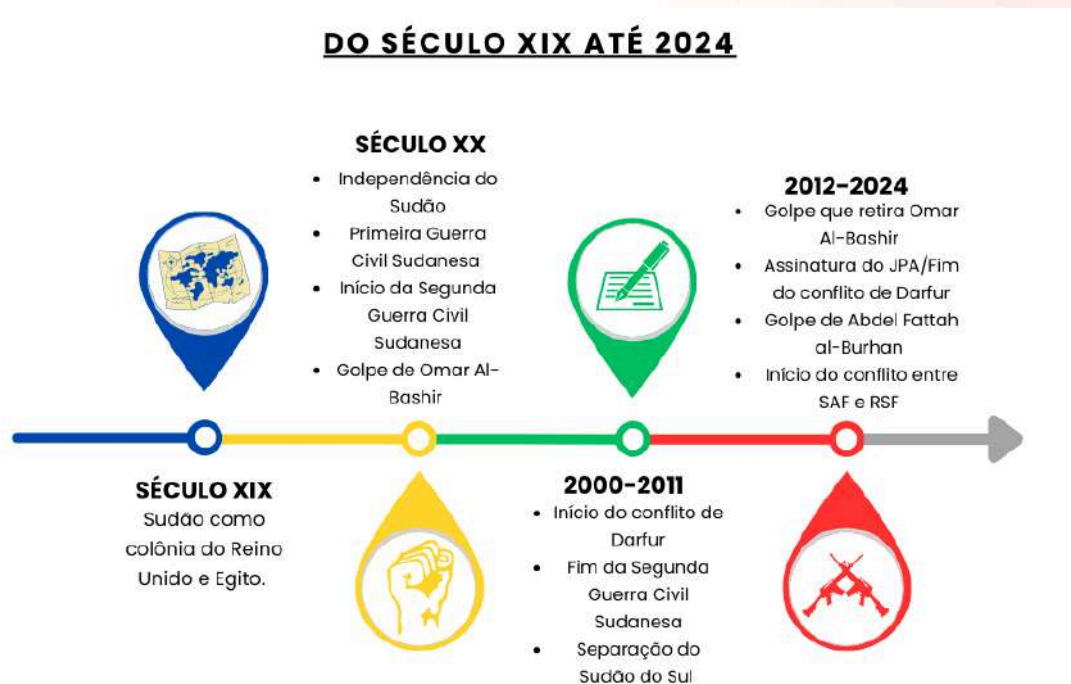 DO SÉCULO XIX ATÉ 2024
SÉCULO XX
• Independência do
Sudão
• Primeira Guerra
Civil Sudanesa
• Início da Segunda
Guerra Civil
Sudanesa
• Golpe de Omar Al-
Bashir
2012-2024
• Golpe que retira Omar
Al-Bashir
• Assinatura do JPA/Fim
do conflito de Darfur
• Golpe de Abdel Fattah
al-Burhan
• Início do conflito entre
SAF e RSF
SÉCULO XIX
Sudão como
colônia do Reino
Unido e Egito.
2000-2011
• Início do conflito de
Darfur
• Fim da Segunda
Guerra Civil
Sudanesa
• Separação do
Sudão do Sul